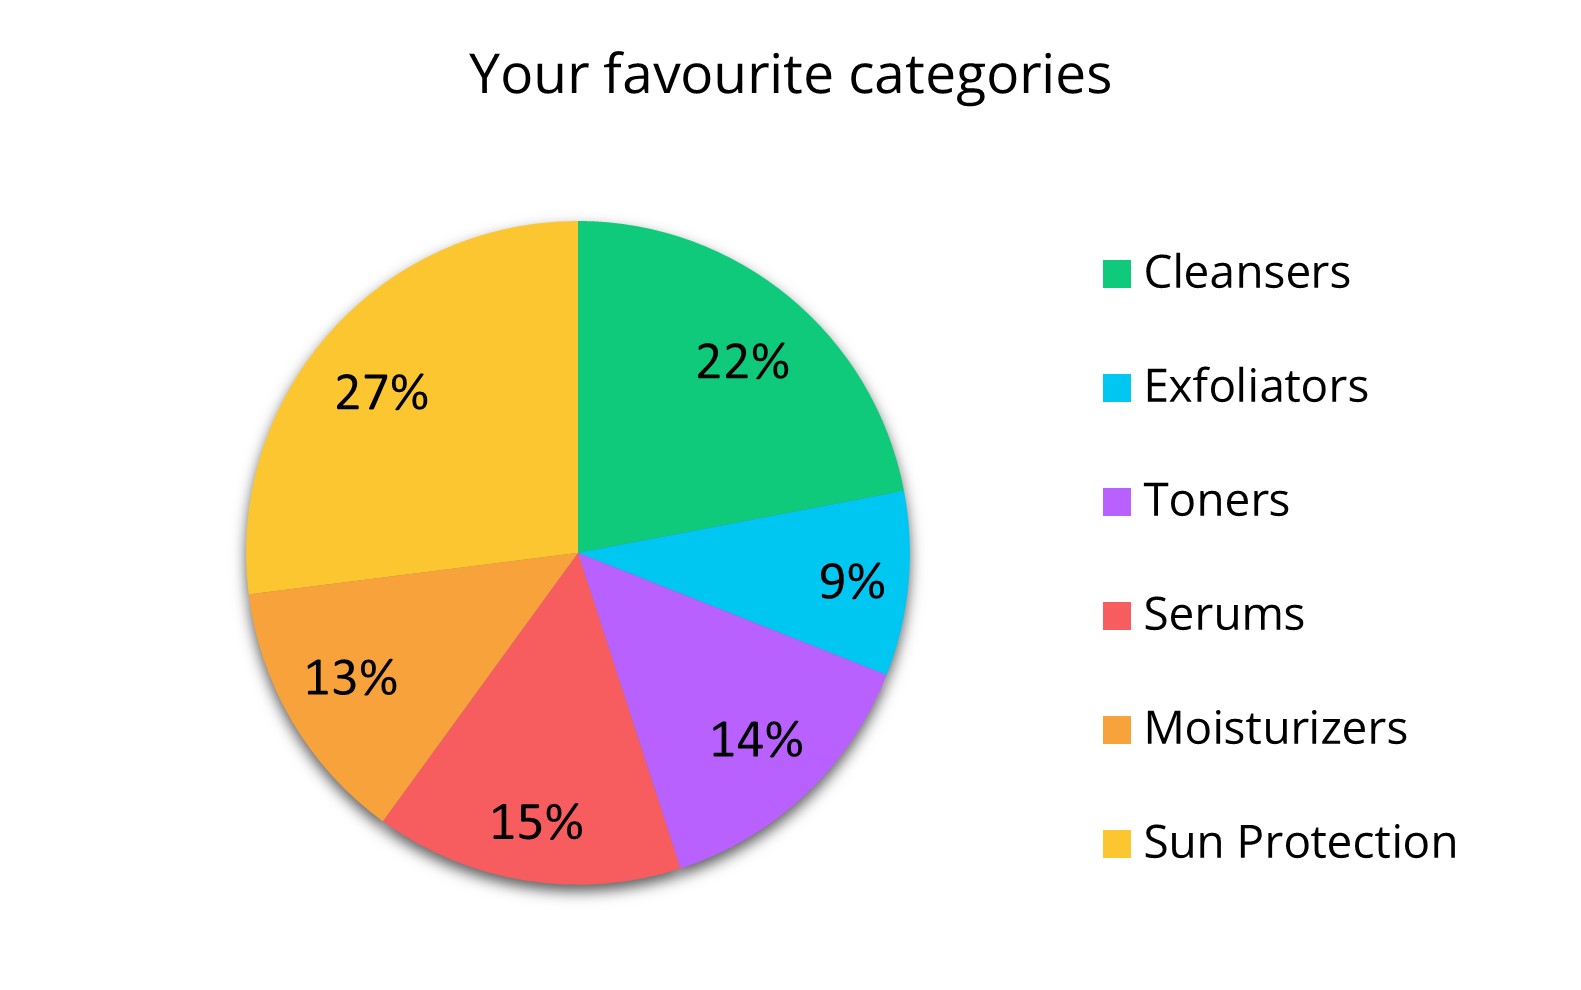 Your favourite categories
22%
27%
9%
13%
14%
15%
Cleansers
Exfoliators
Toners
Serums
Moisturizers
Sun Protection